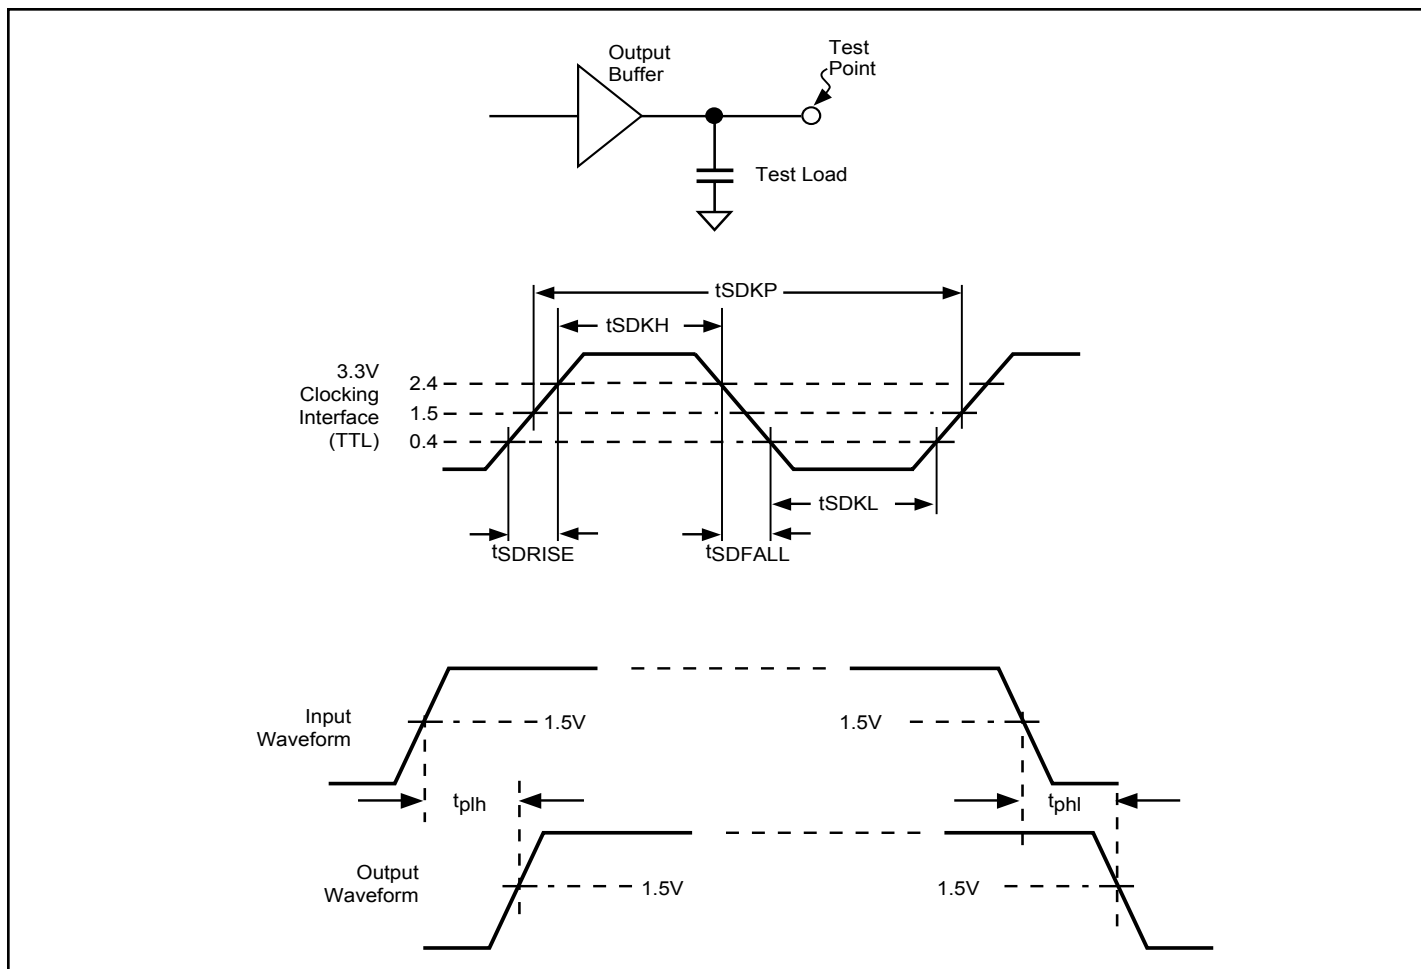 Output
Buffer
Test
Point
Test Load
tSDKP
tSDKH
3.3V
Clocking
Interface
(TTL)
2.4
1.5
0.4
tSDKL
tSDRISE
tSDFALL
Input
Waveform
1.5V
1.5V
tplh
tphl
Output
Waveform
1.5V
1.5V